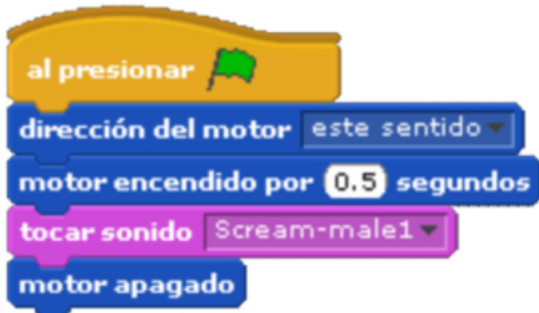 al presionar
dirección del motor este sentido
motor encendido por 0.5 segundos
tocar sonido Scream-male1
motor apagado